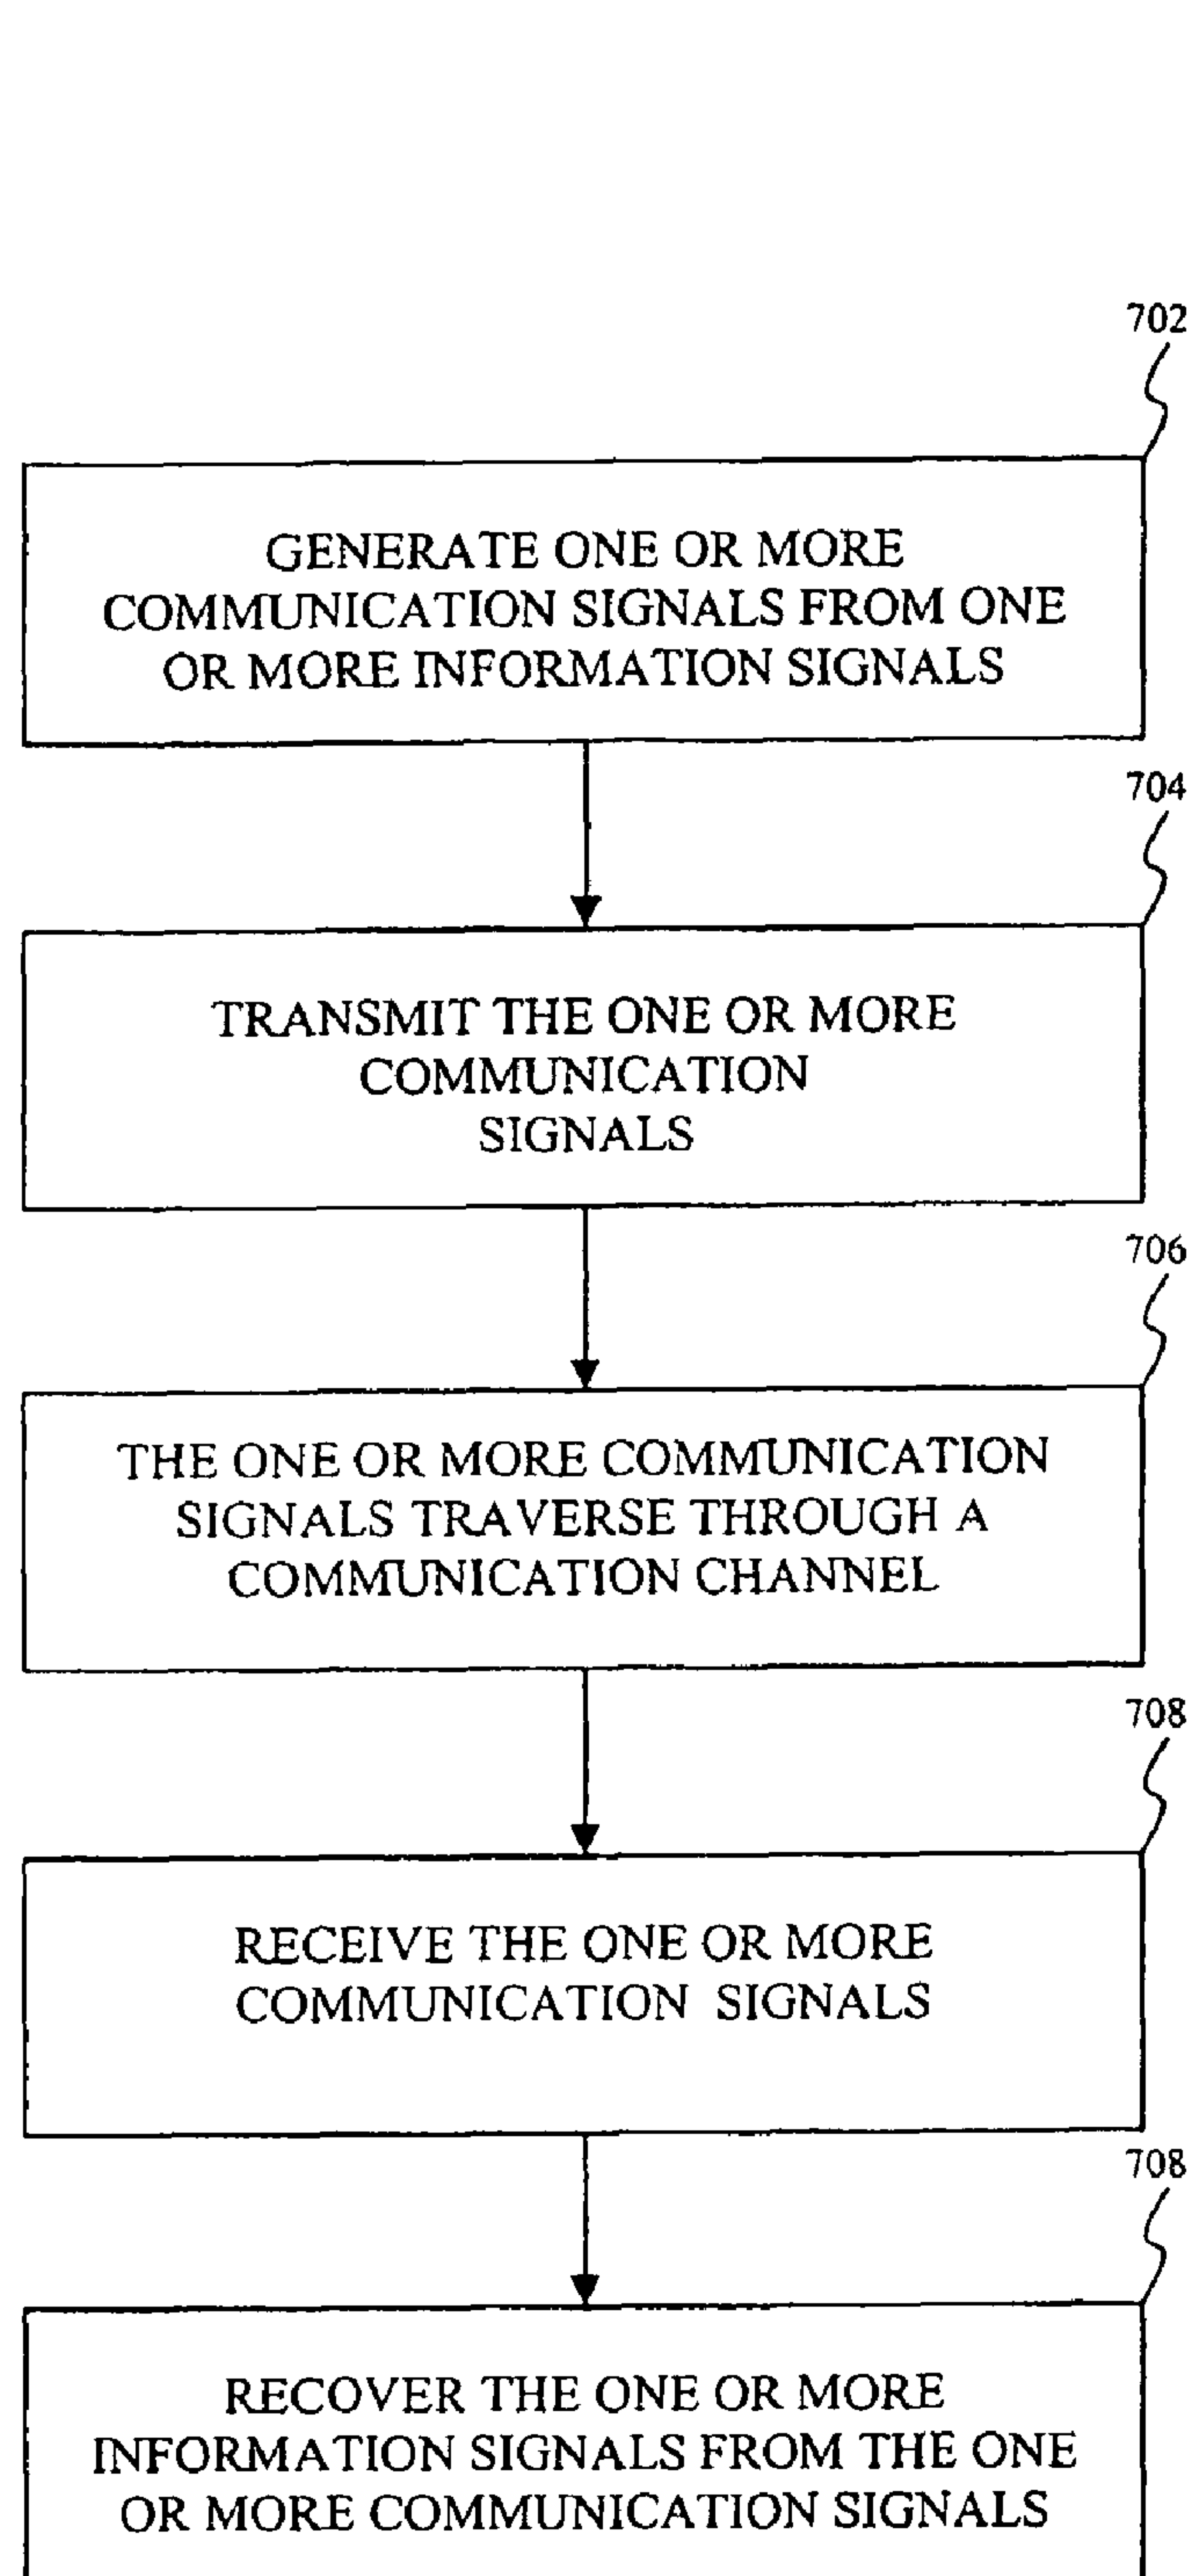 702
GENERATE ONE OR MORE
COMMUNICATION SIGNALS FROM ONE
OR MORE INFORMATION SIGNALS
704
TRANSMIT THE ONE OR MORE
COMMUNICATION
SIGNALS
706
THE ONE OR MORE COMMUNICATION
SIGNALS TRAVERSE THROUGH A
COMMUNICATION CHANNEL
708
RECEIVE THE ONE OR MORE
COMMUNICATION SIGNALS
708
RECOVER THE ONE OR MORE
INFORMATION SIGNALS FROM THE ONE
OR MORE COMMUNICATION SIGNALS